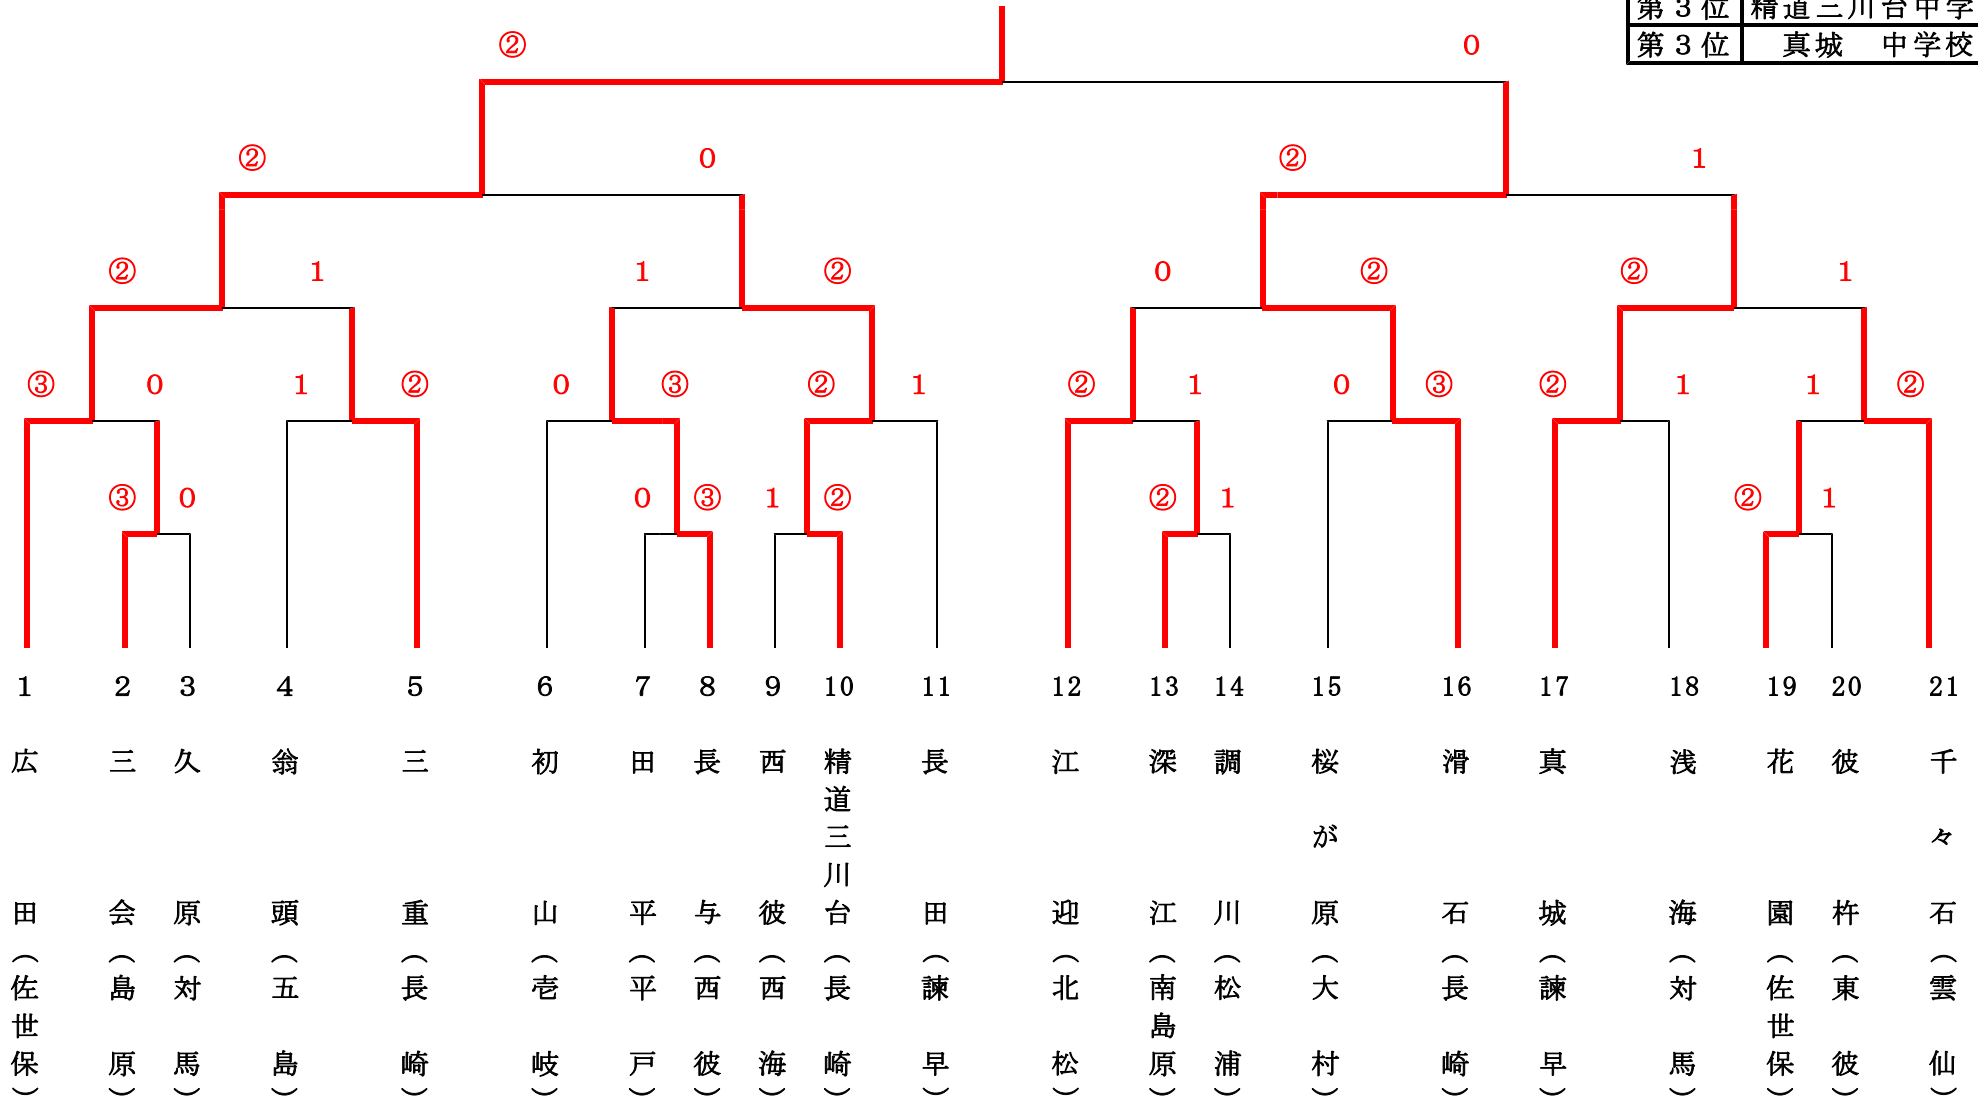 第３位 精道三川台中学
第３位 真城 中学校
② 0
② 0 ② 1
② 1 1 ② 0 ② ② 1
③ 0 1 ② 0 ③ ② 1 ② 1 0 ③ ② 1 1 ②
③ 0 0 ③ 1 ② ② 1 ② 1
1 2 3 4 5 6 7 8 9 10 11 12 13 14 15 16 17 18 19 20 21
広田（佐世保）
三会（島原）
久原（対馬）
翁頭（五島）
三重（長崎）
初山（壱岐）
田平（平戸）
長与（西彼）
西彼（西海）
精道三川台（長崎）
長田（諫早）
江迎（北松）
深江（南島原）
調川（松浦）
桜が原（大村）
滑石（長崎）
真城（諫早）
浅海（対馬）
花園（佐世保）
彼杵（東彼）
千々石（雲仙）